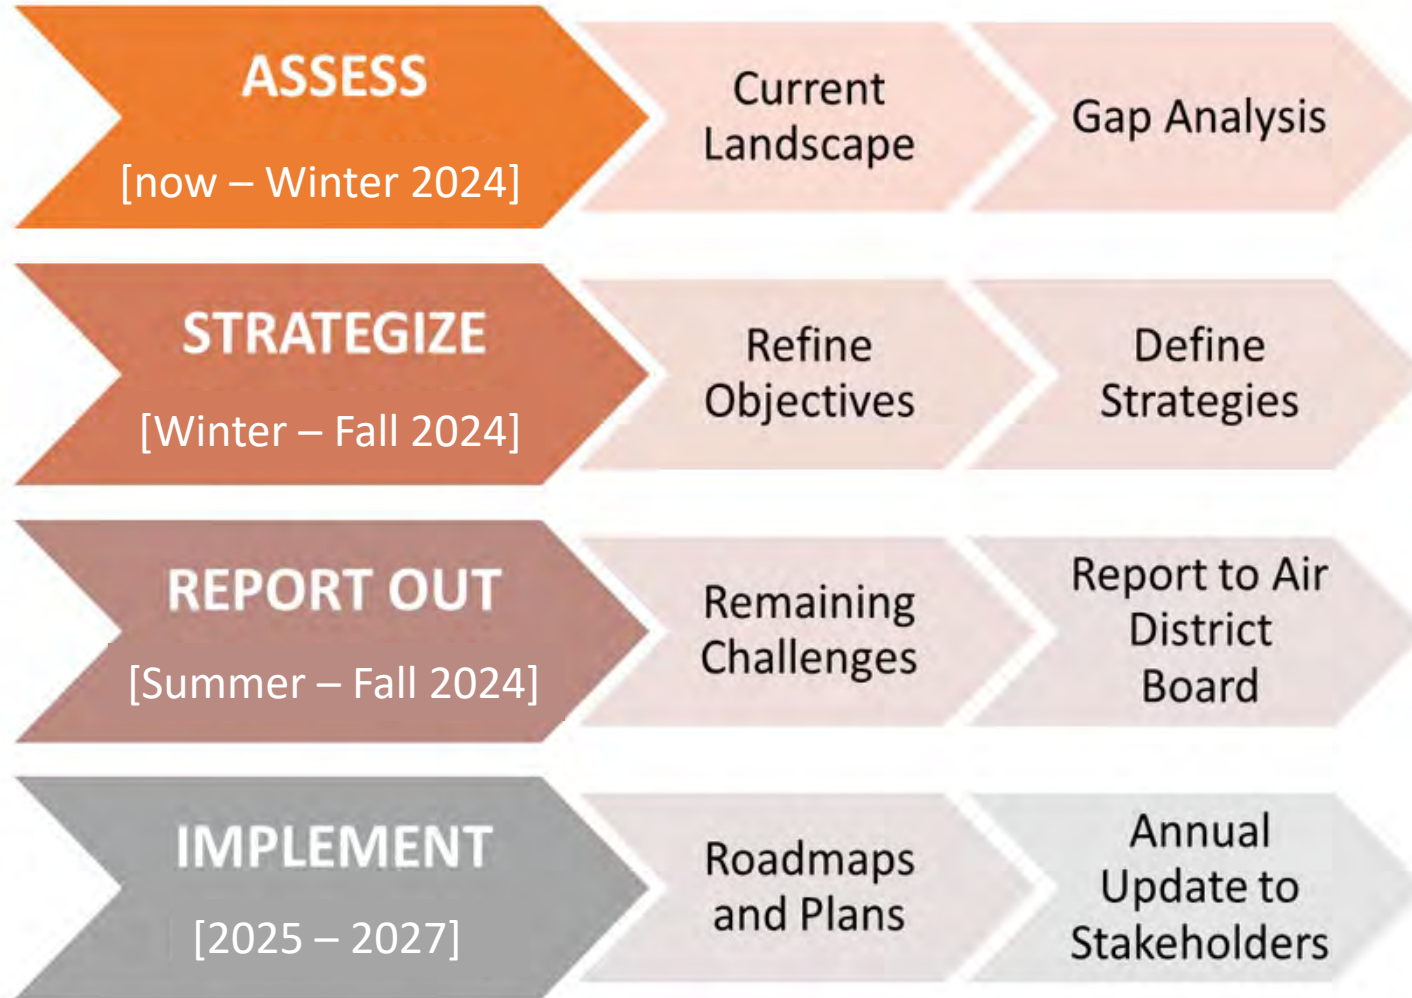 ASSESS
[now – Winter 2024]
Current
Landscape
Gap Analysis
STRATEGIZE
[Winter – Fall 2024]
Refine
Objectives
Define
Strategies
REPORT OUT
[Summer – Fall 2024]
Remaining
Challenges
Report to Air
District
Board
IMPLEMENT
[2025 – 2027]
Roadmaps
and Plans
Annual
Update to
Stakeholders